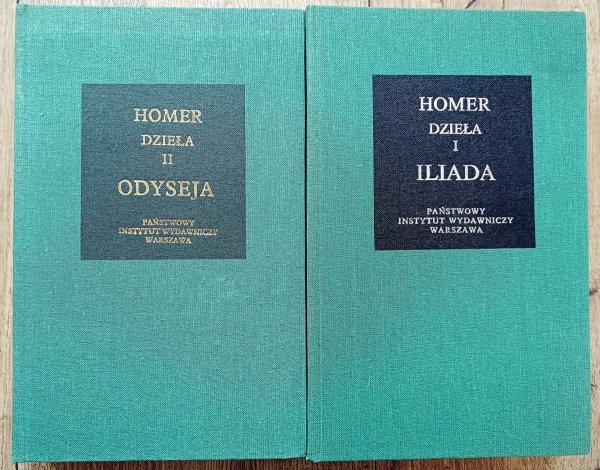 HOMER
DZIEŁA
II
ODYSEJA
PAŃSTWOWY
INSTYTUT WYDAWNICZY
WARSZAWA
HOMER
DZIEŁA
I
ILIADA
PAŃSTWOWY
INSTYTUT WYDAWNICZY
WARSZAWA